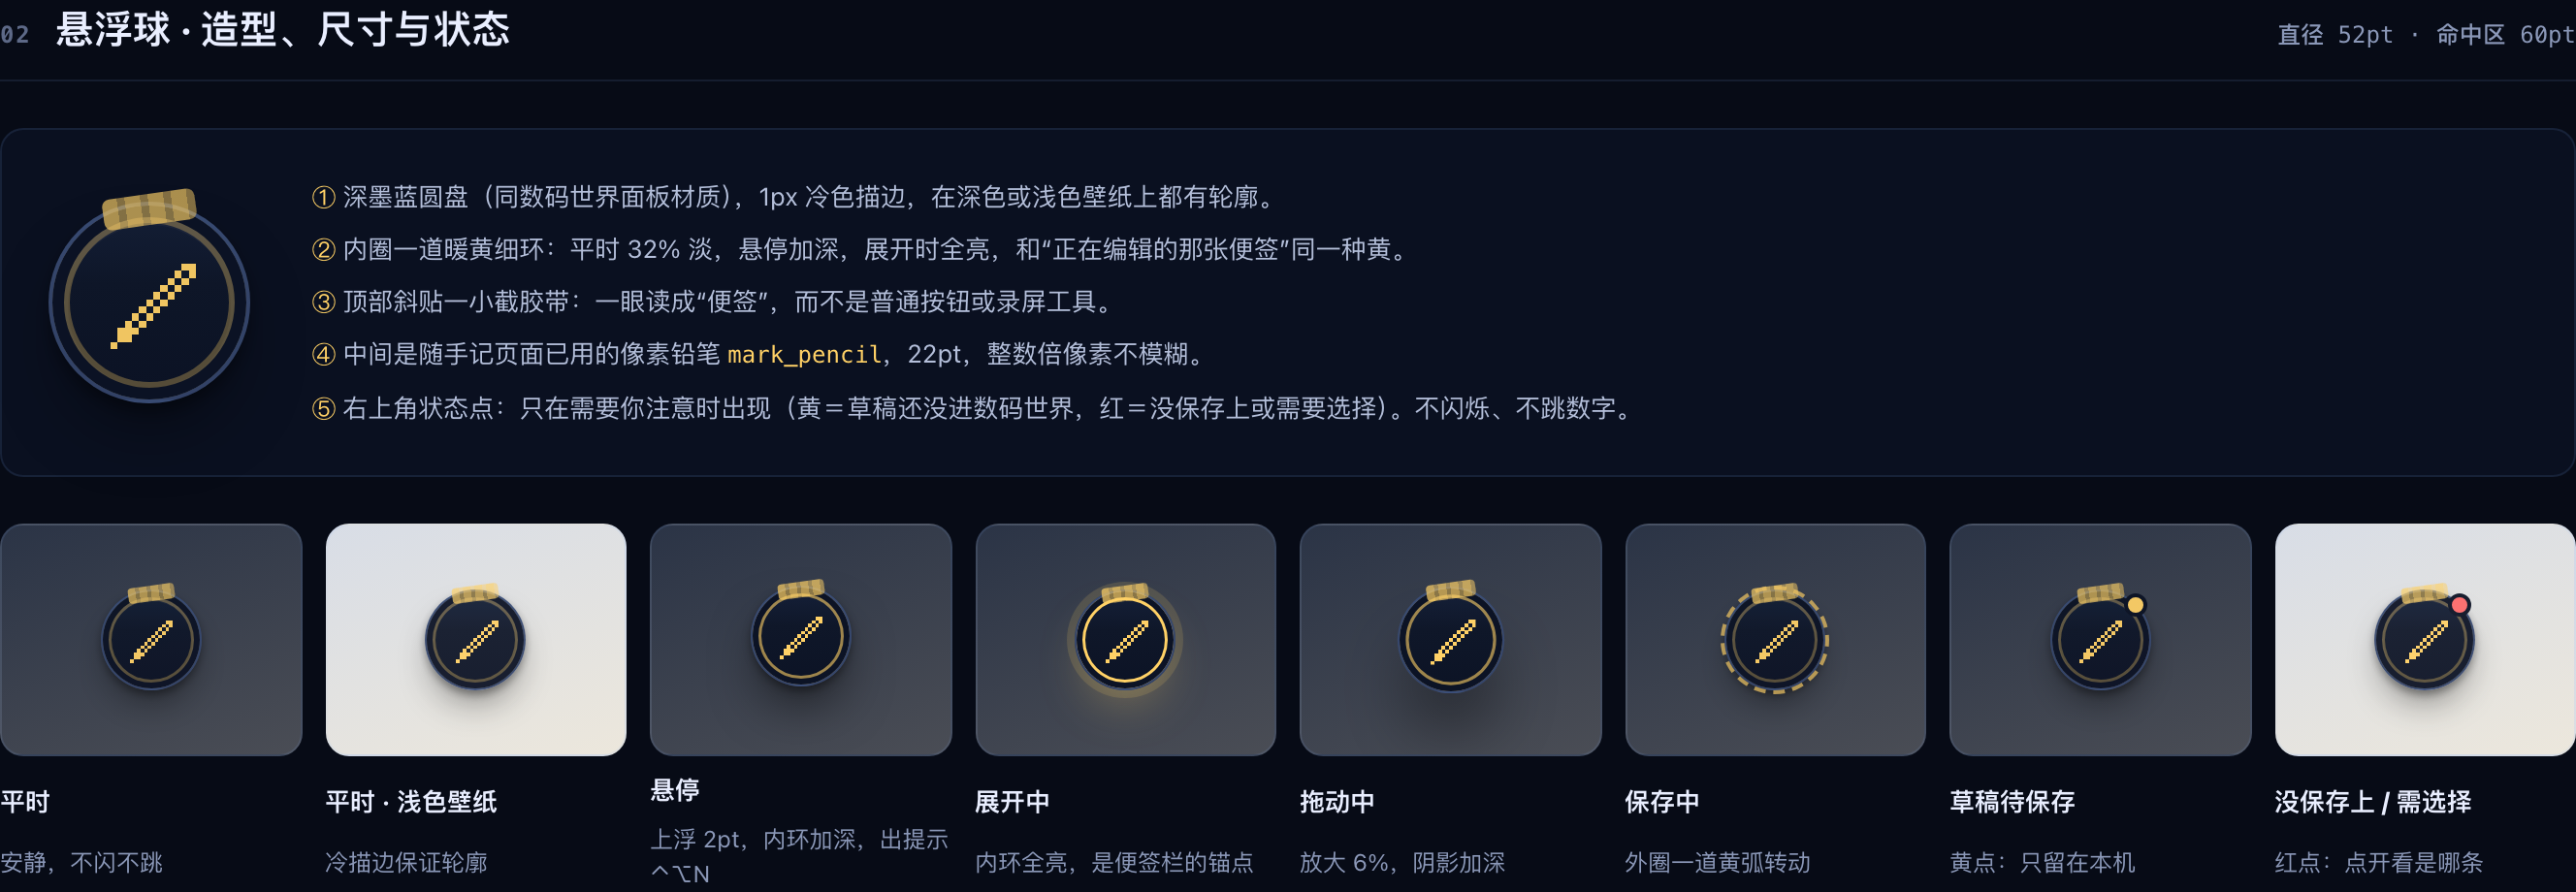 02 悬浮球 · 造型、尺寸与状态
直径 52pt · 命中区 60pt
① 深墨蓝圆盘（同数码世界面板材质），1px 冷色描边，在深色或浅色壁纸上都有轮廓。
② 内圈一道暖黄细环：平时 32% 淡，悬停加深，展开时全亮，和“正在编辑的那张便签”同一种黄。
③ 顶部斜贴一小截胶带：一眼读成“便签”，而不是普通按钮或录屏工具。
④ 中间是随手记页面已用的像素铅笔 mark_pencil，22pt，整数倍像素不模糊。
⑤ 右上角状态点：只在需要你注意时出现（黄＝草稿还没进数码世界，红＝没保存上或需要选择）。不闪烁、不跳数字。
平时
安静，不闪不跳
平时 · 浅色壁纸
冷描边保证轮廓
悬停
上浮 2pt，内环加深，出提示
^⌥N
展开中
内环全亮，是便签栏的锚点
拖动中
放大 6%，阴影加深
保存中
外圈一道黄弧转动
草稿待保存
黄点：只留在本机
没保存上 / 需选择
红点：点开看是哪条